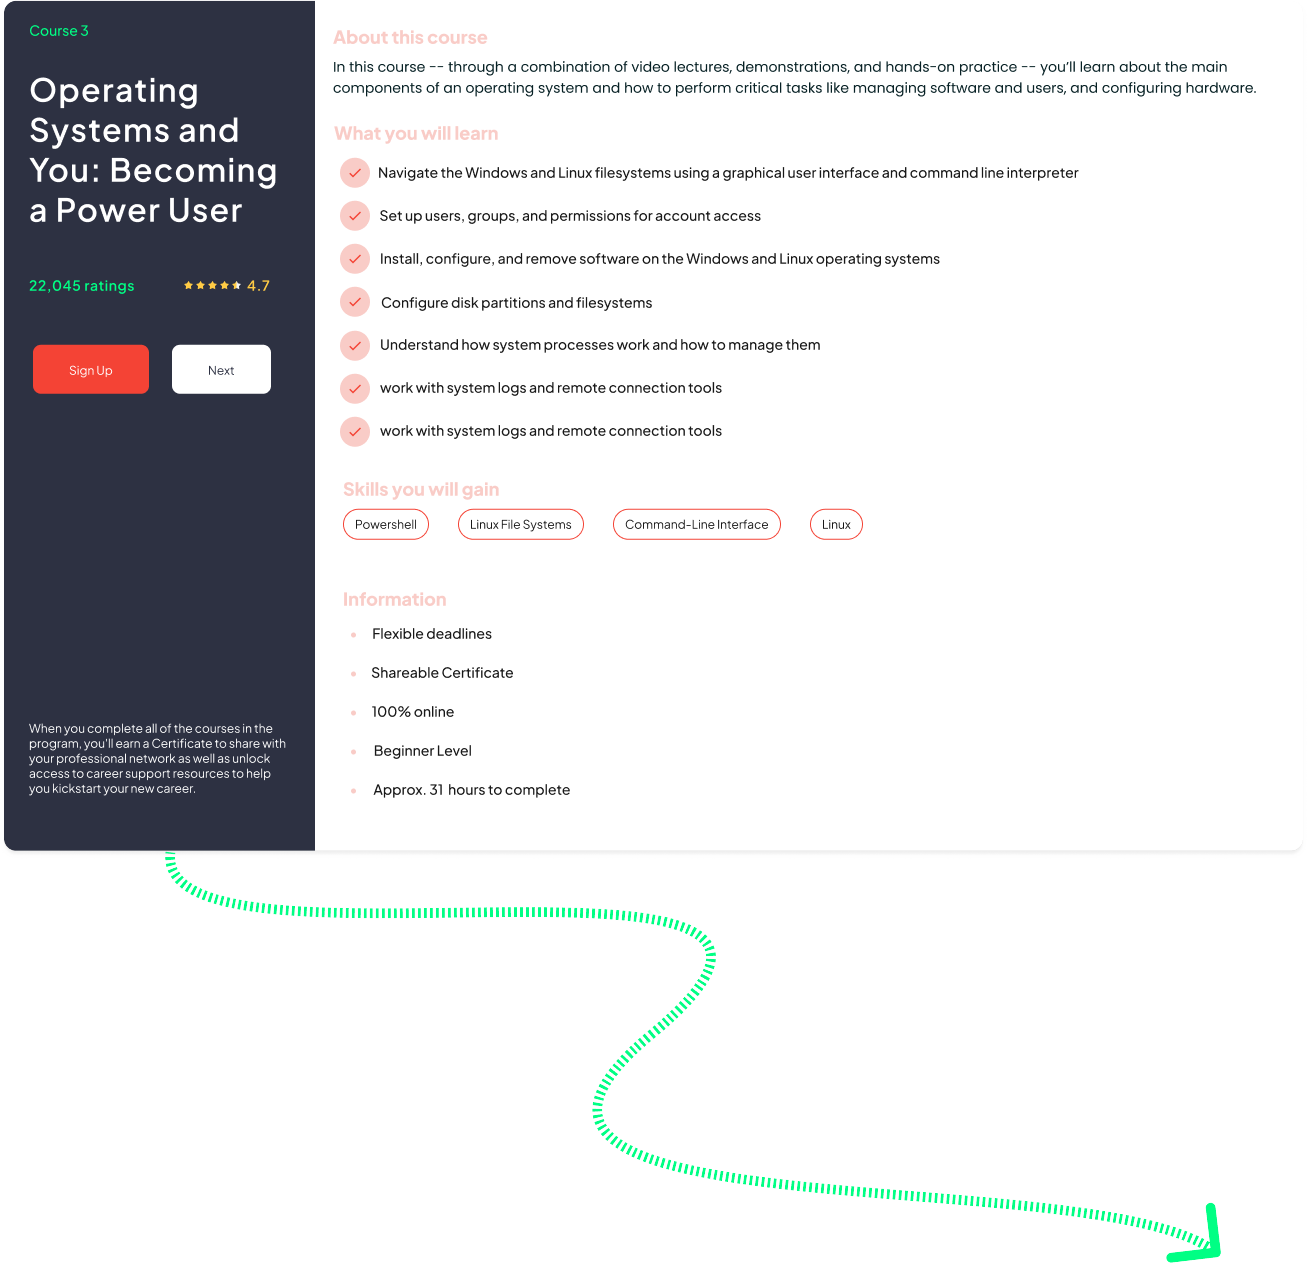 Course 3
Operating
Systems and
You: Becoming
a Power User
22,045 ratings
4.7
Sign Up
Next
When you complete all of the courses in the
program, you'll earn a Certificate to share with
your professional network as well as unlock
access to career support resources to help
you kickstart your new career.
About this course
In this course -- through a combination of video lectures, demonstrations, and hands-on practice -- you'll learn about the main
components of an operating system and how to perform critical tasks like managing software and users, and configuring hardware.
What you will learn
Navigate the Windows and Linux filesystems using a graphical user interface and command line interpreter
Set up users, groups, and permissions for account access
Install, configure, and remove software on the Windows and Linux operating systems
Configure disk partitions and filesystems
Understand how system processes work and how to manage them
work with system logs and remote connection tools
work with system logs and remote connection tools
Skills you will gain
Powershell
Linux File Systems
Command-Line Interface
Linux
Information
Flexible deadlines
Shareable Certificate
100% online
Beginner Level
Approx. 31 hours to complete